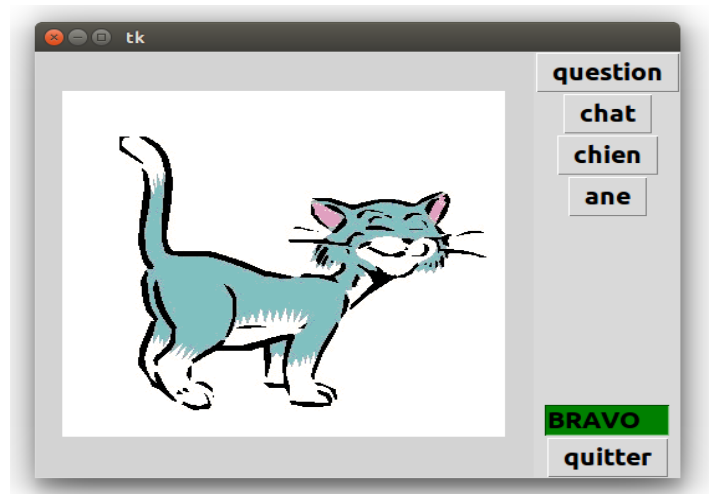 tk
question
chat
chien
ane
BRAVO
quitter